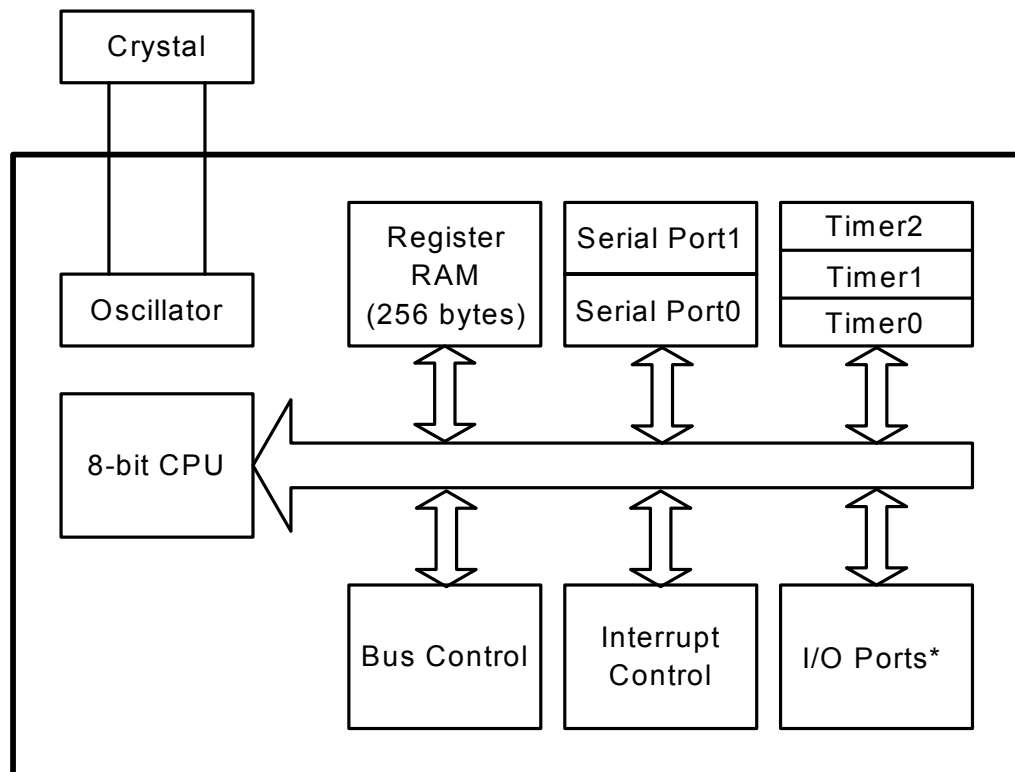 Crystal
Oscillator
Register
RAM
(256 bytes)
Serial Port1
Serial Port0
Timer2
Timer1
Timer0
8-bit CPU
Bus Control
Interrupt
Control
I/O Ports*